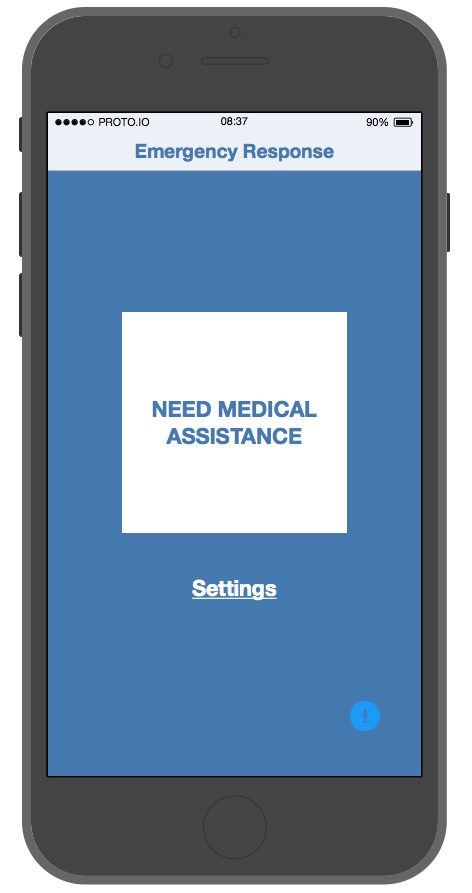 PROTO.IO 08:37 90%
Emergency Response
NEED MEDICAL
ASSISTANCE
Settings
!